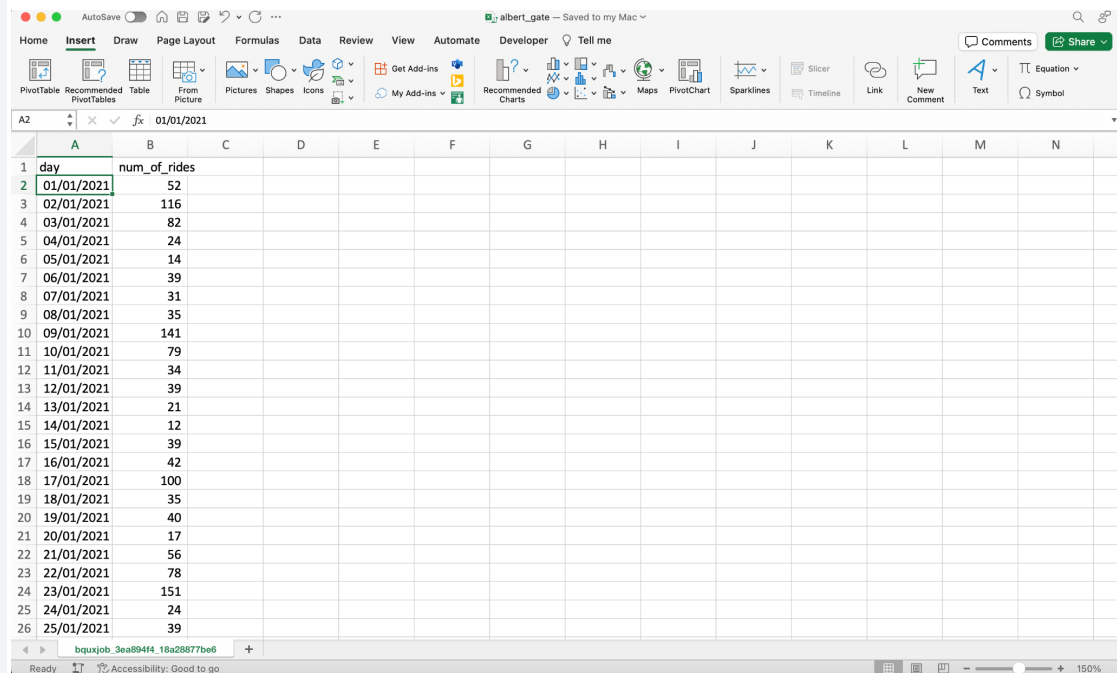 AutoSave albert_gate — Saved to my Mac
Home Insert Draw Page Layout Formulas Data Review View Automate Developer Tell me Comments Share
PivotTable Recommended PivotTables Table From Picture Pictures Shapes Icons Get Add-ins My Add-ins Recommended Charts Maps PivotChart Sparklines Slicer Timeline Link New Comment Text Equation Symbol
A2 fx 01/01/2021
A B C D E F G H I J K L M N
1 day num_of_rides
2 01/01/2021 52
3 02/01/2021 116
4 03/01/2021 82
5 04/01/2021 24
6 05/01/2021 14
7 06/01/2021 39
8 07/01/2021 31
9 08/01/2021 35
10 09/01/2021 141
11 10/01/2021 79
12 11/01/2021 34
13 12/01/2021 39
14 13/01/2021 21
15 14/01/2021 12
16 15/01/2021 39
17 16/01/2021 42
18 17/01/2021 100
19 18/01/2021 35
20 19/01/2021 40
21 20/01/2021 17
22 21/01/2021 56
23 22/01/2021 78
24 23/01/2021 151
25 24/01/2021 24
26 25/01/2021 39
bquxjob_3ea894f4_18a28877be6 +
Ready Accessibility: Good to go 150%